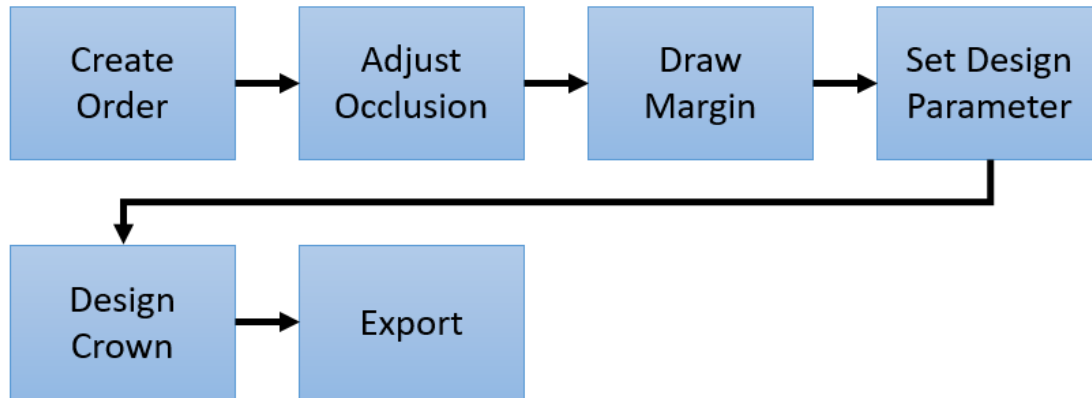 Create
Order
Adjust
Occlusion
Draw
Margin
Set Design
Parameter
Design
Crown
Export